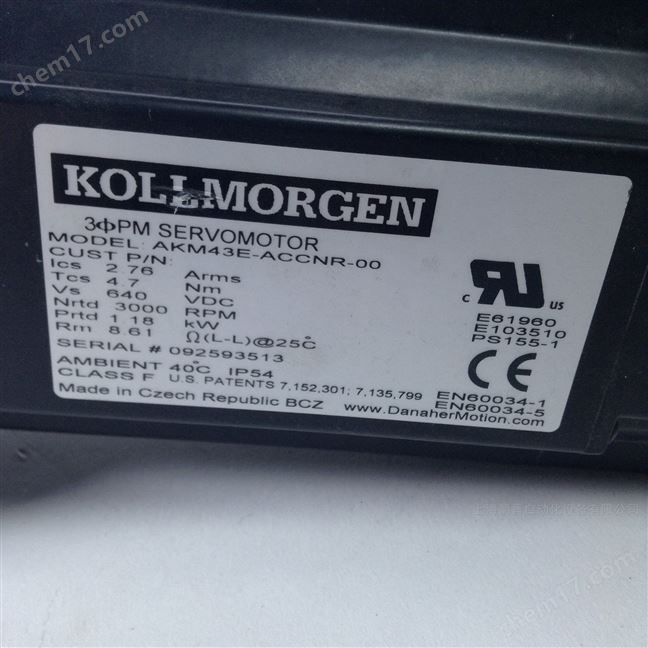 chem17.com
KOLLMORGEN
3ΦPM SERVOMOTOR
MODEL: AKM43E-ACCNR-00
CUST P/N:
Ics 2.76 Arms
Tcs 4.7 Nm
Vs 640 VDC
Nrtd 3000 RPM
Prtd 1.18 kW
Rm 8.61 Ω(L-L)@25°C
SERIAL # 092593513
AMBIENT 40°C IP54
CLASS F U.S. PATENTS 7,152,301; 7,135,799
Made in Czech Republic BCZ
www.DanaherMotion.com
c RU us
E61960
E103510
PS155-1
CE
EN60034-1
EN60034-5
chem17.com
chem17.com